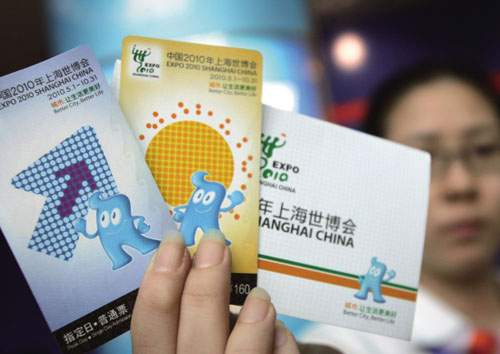 中国2010年上海世博会
EXPO 2010 SHANGHAI CHINA
2010.5.1-10.31
城市,让生活更美好
Better City, Better Life
指定日·普通票
EXPO
2010
中国2010年上海世博会
EXPO 2010 SHANGHAI CHINA
2010.5.1-10.31
城市,让生活更美好
Better City, Better Life
160
EXPO
2010
SHANGHAI CHINA
年上海世博会
SHANGHAI CHINA
城市,让生活更美好
Better City, Better Life